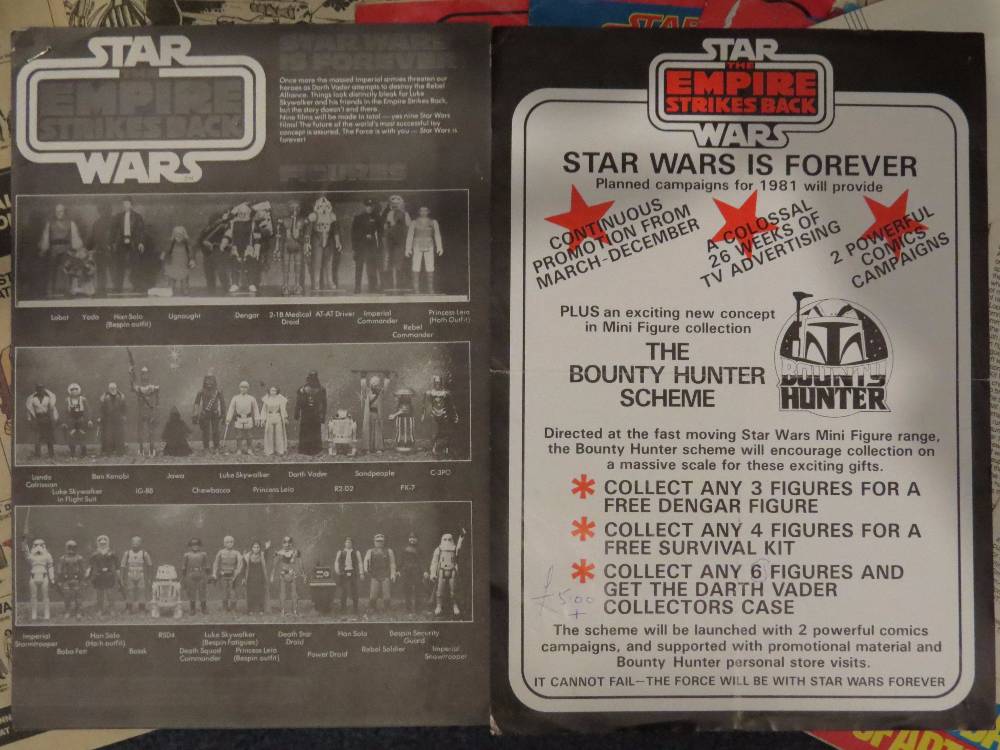 STAR
THE
EMPIRE
STRIKES BACK
WARS
STAR WARS
IS FOREVER
Once more the massed Imperial armies threaten our
heroes as Darth Vader attempts to destroy the Rebel
Alliance. Things look distinctly bleak for Luke
Skywalker and his friends in the Empire Strikes Back,
but the story doesn't end there.
Nine films will be made in total — yes nine Star Wars
films! The future of the world's most successful toy
concept is assured. The Force is with you — Star Wars is
forever!
FIGURES
Lobot Yoda Han Solo Ugnaught Dengar 2-1B Medical AT-AT Driver Imperial Princess Leia
(Bespin outfit) Droid Commander (Hoth Outfit)
Rebel
Commander
Lando Ben Kenobi Jawa Luke Skywalker Darth Vader Sandpeople C-3PO
Calrissian
Luke Skywalker IG-88 Chewbacca Princess Leia R2-D2 FX-7
in Flight Suit
Imperial Han Solo R5D4 Luke Skywalker Death Star Han Solo Bespin Security
Stormtrooper (Hoth outfit) (Bespin Fatigues) Droid Guard
Boba Fett Bossk Death Squad Princess Leia Power Droid Rebel Soldier Imperial
Commander (Bespin outfit) Snowtrooper
STAR
THE
EMPIRE
STRIKES BACK
WARS
STAR WARS IS FOREVER
Planned campaigns for 1981 will provide
CONTINUOUS
PROMOTION FROM
MARCH-DECEMBER
A COLOSSAL
26 WEEKS OF
TV ADVERTISING
2 POWERFUL
COMICS
CAMPAIGNS
PLUS an exciting new concept
in Mini Figure collection
THE
BOUNTY HUNTER
SCHEME
BOUNTY
HUNTER
Directed at the fast moving Star Wars Mini Figure range,
the Bounty Hunter scheme will encourage collection on
a massive scale for these exciting gifts.
* COLLECT ANY 3 FIGURES FOR A
FREE DENGAR FIGURE
* COLLECT ANY 4 FIGURES FOR A
FREE SURVIVAL KIT
* COLLECT ANY 6 FIGURES AND
GET THE DARTH VADER
COLLECTORS CASE
£5.00
+
The scheme will be launched with 2 powerful comics
campaigns, and supported with promotional material and
Bounty Hunter personal store visits.
IT CANNOT FAIL—THE FORCE WILL BE WITH STAR WARS FOREVER